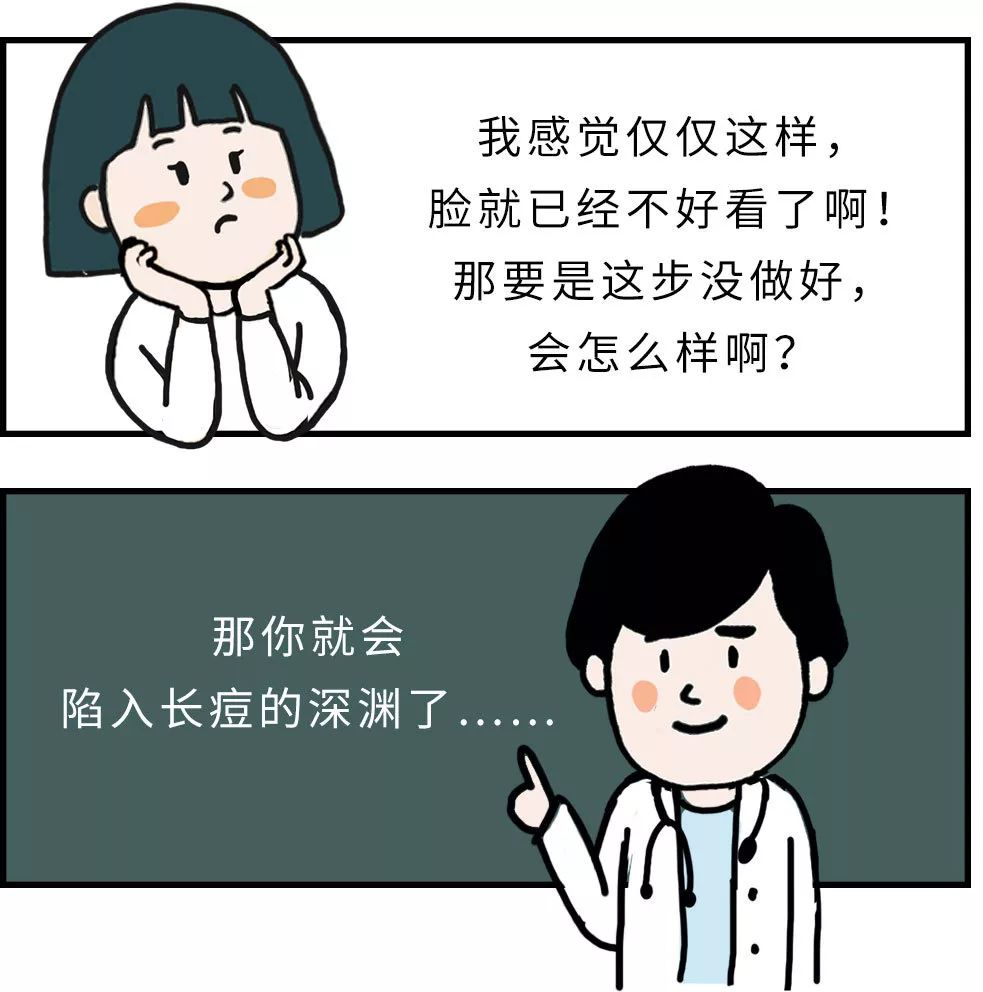 我感觉仅仅这样，
脸就已经不好看了啊！
那要是这步没做好，
会怎么样啊？
那你就会
陷入长痘的深渊了……